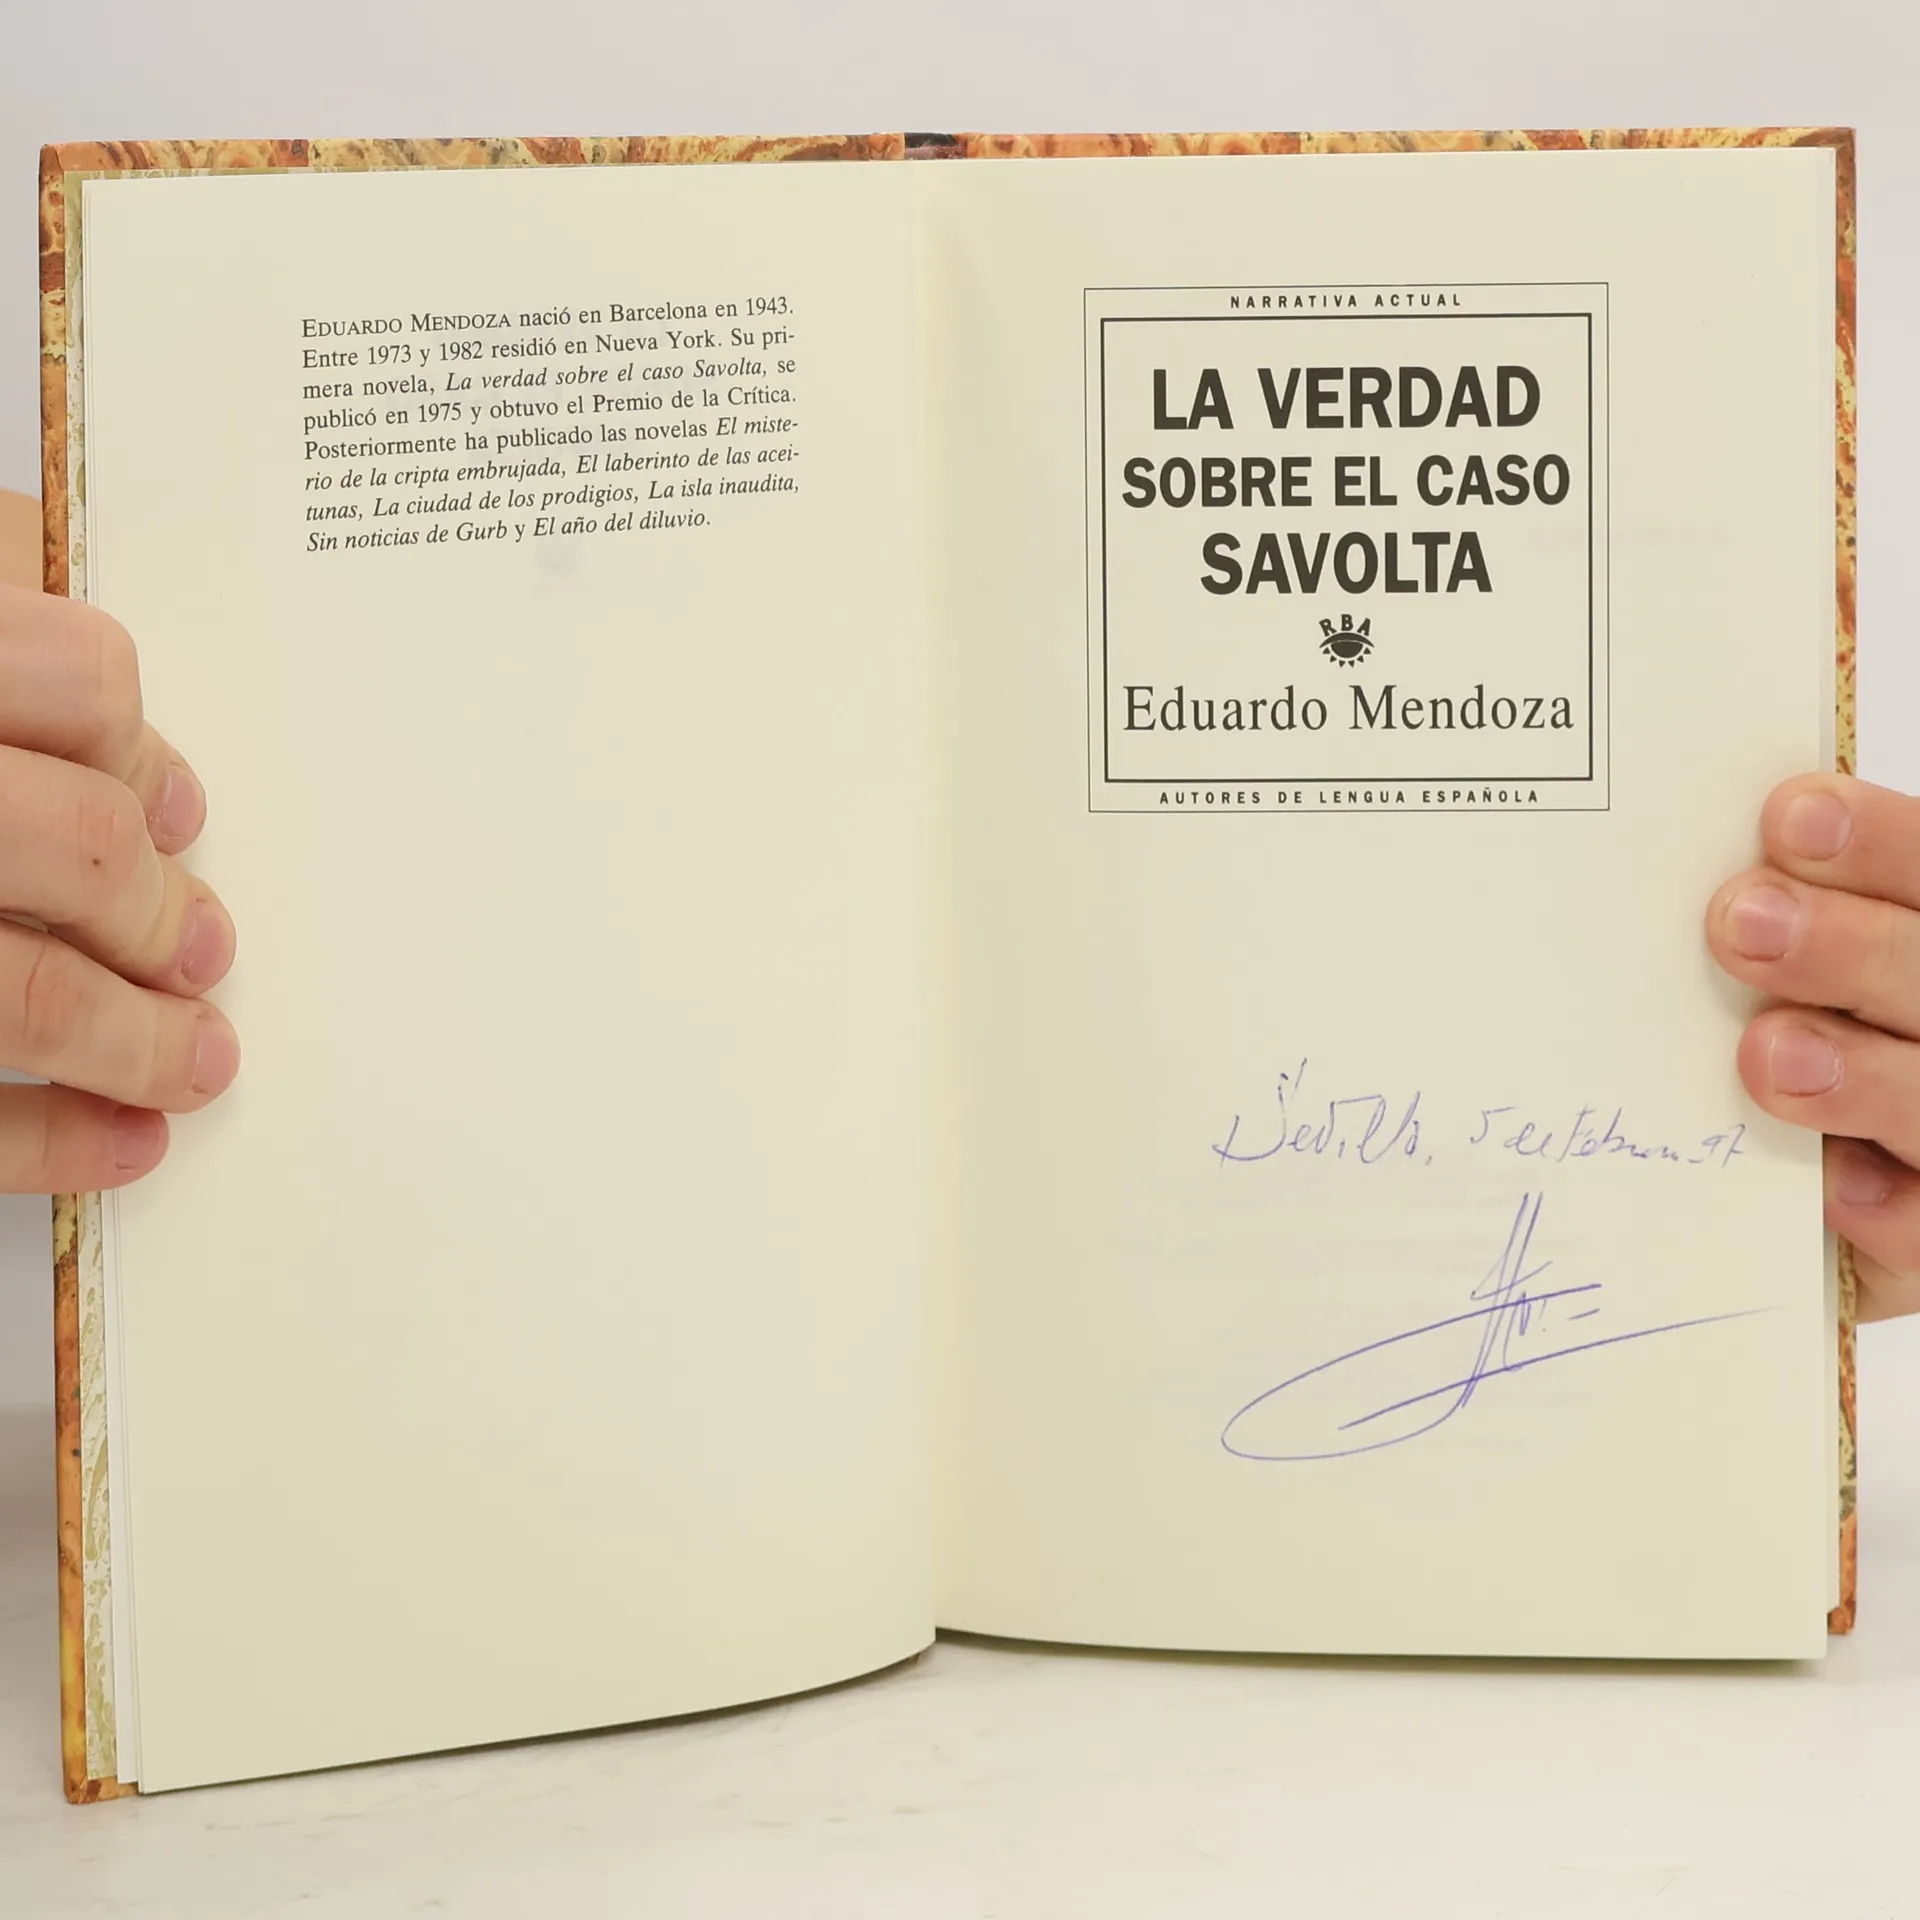 EDUARDO MENDOZA nació en Barcelona en 1943.
Entre 1973 y 1982 residió en Nueva York. Su pri-
mera novela, La verdad sobre el caso Savolta, se
publicó en 1975 y obtuvo el Premio de la Crítica.
Posteriormente ha publicado las novelas El miste-
rio de la cripta embrujada, El laberinto de las acei-
tunas, La ciudad de los prodigios, La isla inaudita,
Sin noticias de Gurb y El año del diluvio.
NARRATIVA ACTUAL
LA VERDAD
SOBRE EL CASO
SAVOLTA
RBA
Eduardo Mendoza
AUTORES DE LENGUA ESPAÑOLA
Sevilla, 5 de Febrero 97